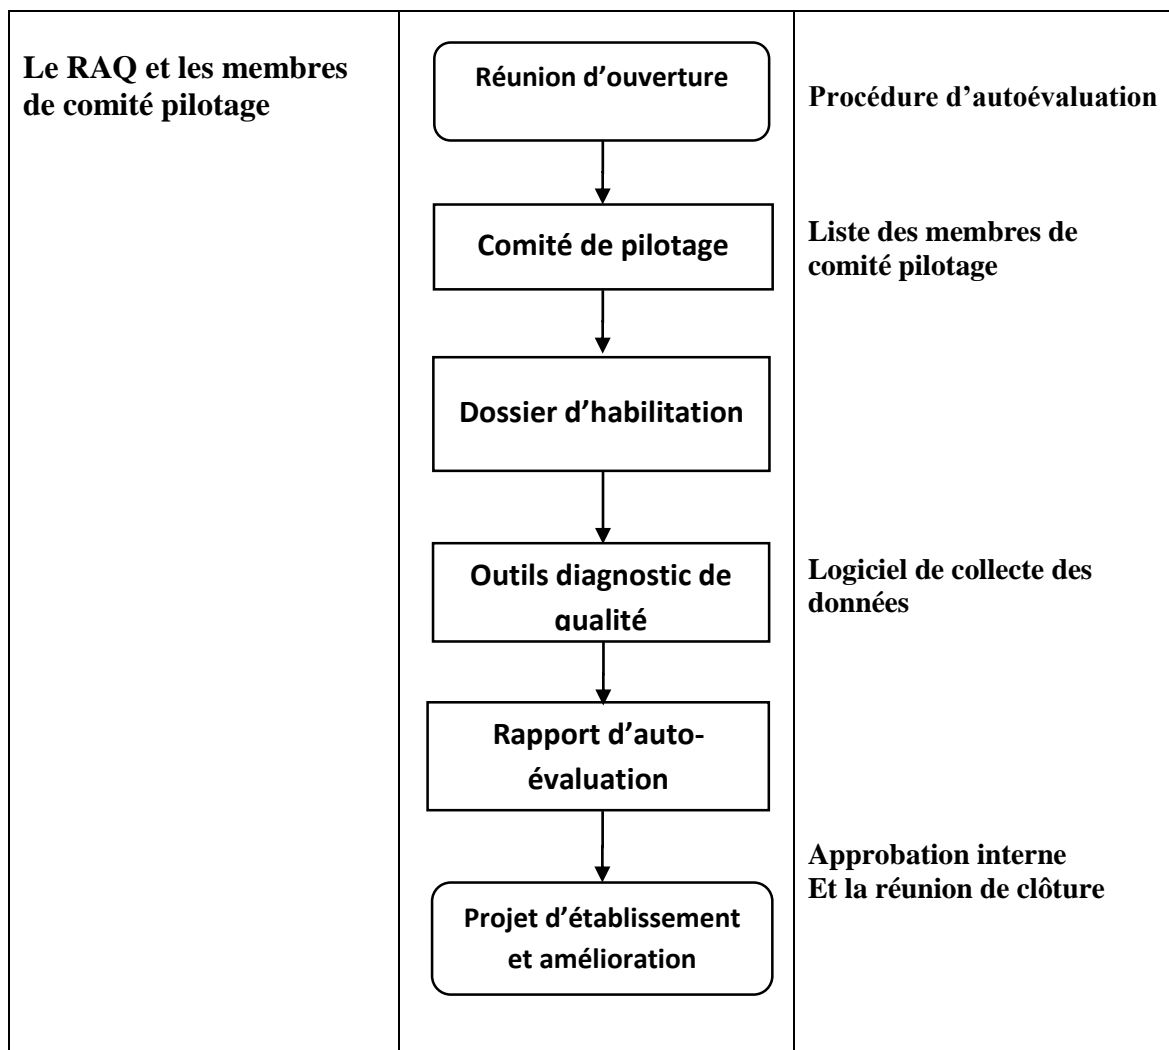 Le RAQ et les membres
de comité pilotage
Réunion d’ouverture
Procédure d’autoévaluation
Comité de pilotage
Liste des membres de
comité pilotage
Dossier d’habilitation
Outils diagnostic de
qualité
Logiciel de collecte des
données
Rapport d’auto-
évaluation
Approbation interne
Et la réunion de clôture
Projet d’établissement
et amélioration